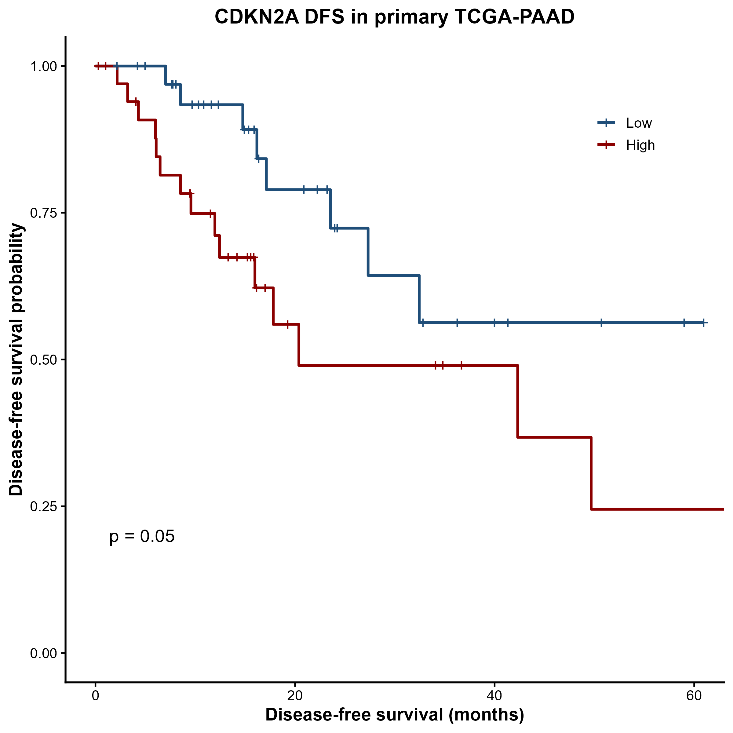 CDKN2A DFS in primary TCGA-PAAD
1.00
0.75
0.50
0.25
0.00
Disease-free survival probability
Low
High
p = 0.05
0
20
40
60
Disease-free survival (months)